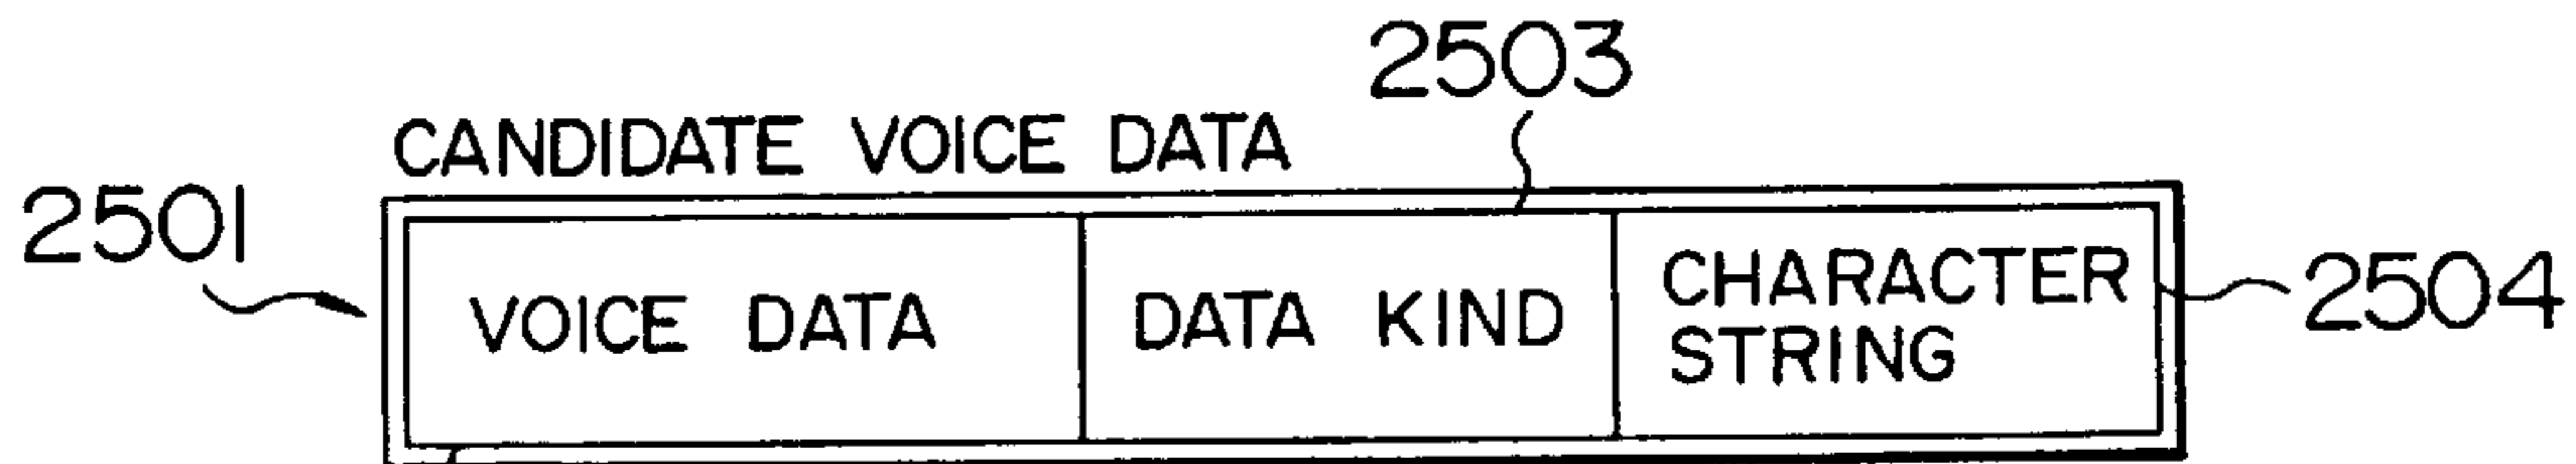 2503
CANDIDATE VOICE DATA
2501
VOICE DATA
DATA KIND
CHARACTER
STRING
2504